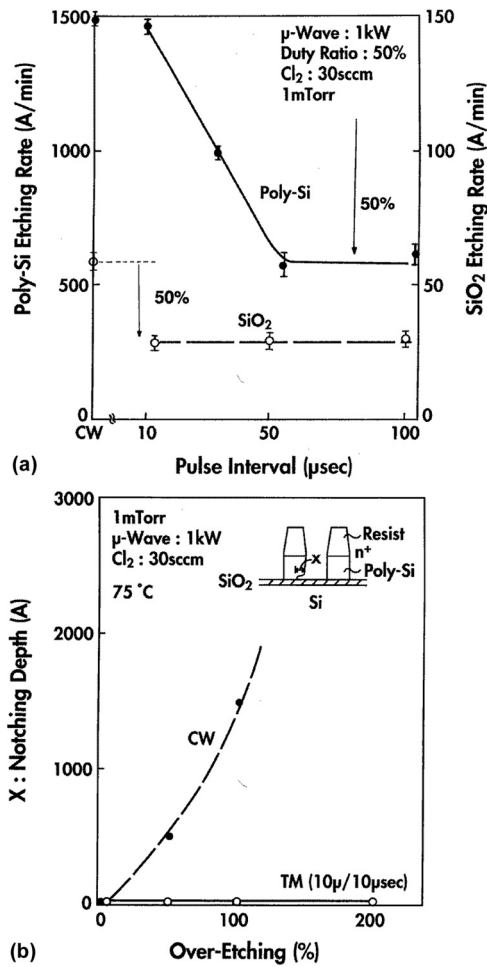 1500
1000
500
0
Poly-Si Etching Rate (A/min)
μ-Wave : 1kW
Duty Ratio : 50%
Cl2 : 30sccm
1mTorr
Poly-Si
50%
50%
SiO2
150
100
50
0
SiO2 Etching Rate (A/min)
CW
10
50
100
(a)
Pulse Interval (μsec)
3000
2000
1000
0
X : Notching Depth (A)
1mTorr
μ-Wave : 1kW
Cl2 : 30sccm
75 °C
Resist
n+
X
Poly-Si
SiO2
Si
CW
TM (10μ/10μsec)
0
100
200
(b)
Over-Etching (%)